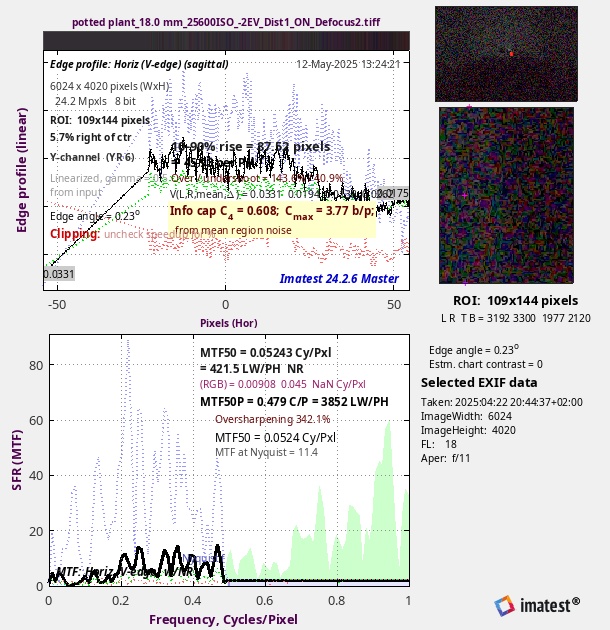 potted plant_18.0 mm_25600ISO_-2EV_Dist1_ON_Defocus2.tiff
Edge profile: Horiz (V-edge) (sagittal)
12-May-2025 13:24:21
6024 x 4020 pixels (WxH)
24.2 Mpxls 8 bit
ROI: 109x144 pixels
5.7% right of ctr
Y-channel (YR 6)
Linearized, gamma
from input
Edge angle = 0.23°
Clipping: uncheck speedup for
10-90% rise = 87.62 pixels
Info cap C4 = 0.608; Cmax = 3.77 b/p;
from mean region noise
0.0331
Imatest 24.2.6 Master
Edge profile (linear)
-50 0 50
Pixels (Hor)
ROI: 109x144 pixels
L R T B = 3192 3300 1977 2120
Edge angle = 0.23°
Estm. chart contrast = 0
Selected EXIF data
Taken: 2025:04:22 20:44:37+02:00
ImageWidth: 6024
ImageHeight: 4020
FL: 18
Aper: f/11
MTF50 = 0.05243 Cy/Pxl
= 421.5 LW/PH NR
(RGB) = 0.00908 0.045 NaN Cy/Pxl
MTF50P = 0.479 C/P = 3852 LW/PH
Oversharpening 342.1%
MTF50 = 0.0524 Cy/Pxl
MTF at Nyquist = 11.4
SFR (MTF)
80
60
40
20
0
MTF: Horiz (V-edge) w/NR
0 0.2 0.4 0.6 0.8 1
Frequency, Cycles/Pixel
imatest®